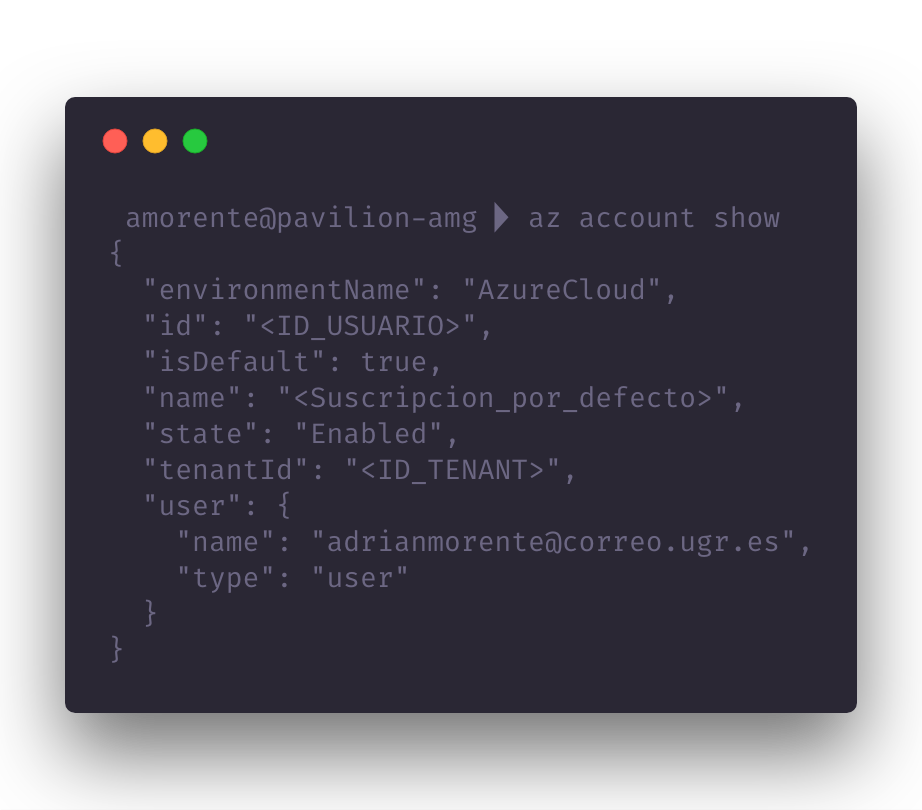 amorente@pavilion-amg az account show
{
  "environmentName": "AzureCloud",
  "id": "<ID_USUARIO>",
  "isDefault": true,
  "name": "<Suscripcion_por_defecto>",
  "state": "Enabled",
  "tenantId": "<ID_TENANT>",
  "user": {
    "name": "adrianmorente@correo.ugr.es",
    "type": "user"
  }
}